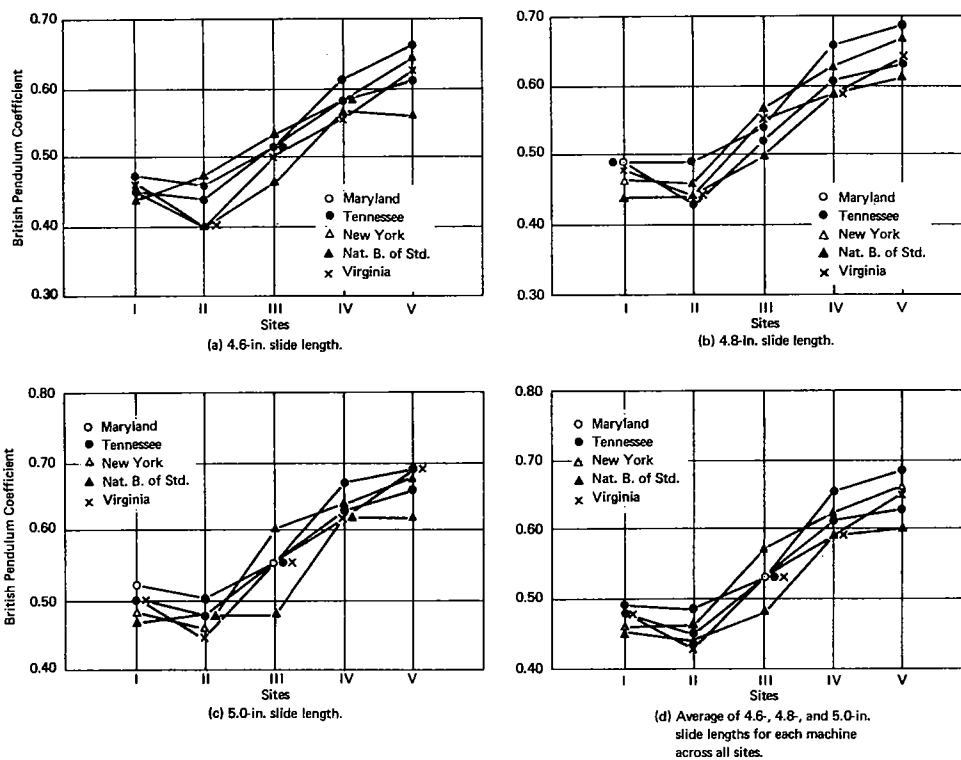 British Pendulum Coefficient
0.70
0.60
0.50
0.40
0.30
Maryland
Tennessee
New York
Nat. B. of Std.
Virginia
I II III IV V
Sites
(a) 4.6-in. slide length.
0.70
0.60
0.50
0.40
0.30
Maryland
Tennessee
New York
Nat. B. of Std.
Virginia
I II III IV V
Sites
(b) 4.8-in. slide length.
British Pendulum Coefficient
0.80
0.70
0.60
0.50
0.40
Maryland
Tennessee
New York
Nat. B. of Std.
Virginia
I II III IV V
Sites
(c) 5.0-in. slide length.
0.80
0.70
0.60
0.50
0.40
Maryland
Tennessee
New York
Nat. B. of Std.
Virginia
I II III IV V
Sites
(d) Average of 4.6-, 4.8-, and 5.0-in.
slide lengths for each machine
across all sites.